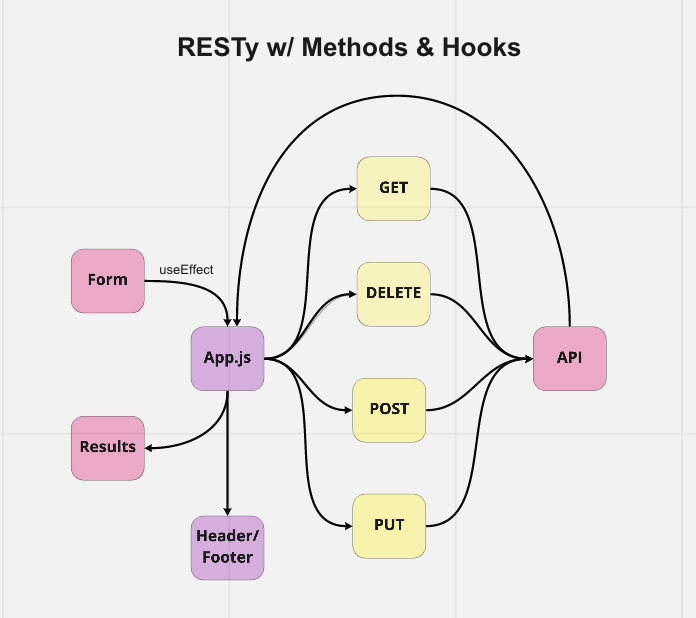 RESTy w/ Methods & Hooks
GET
Form
useEffect
DELETE
App.js
API
POST
Results
PUT
Header/
Footer